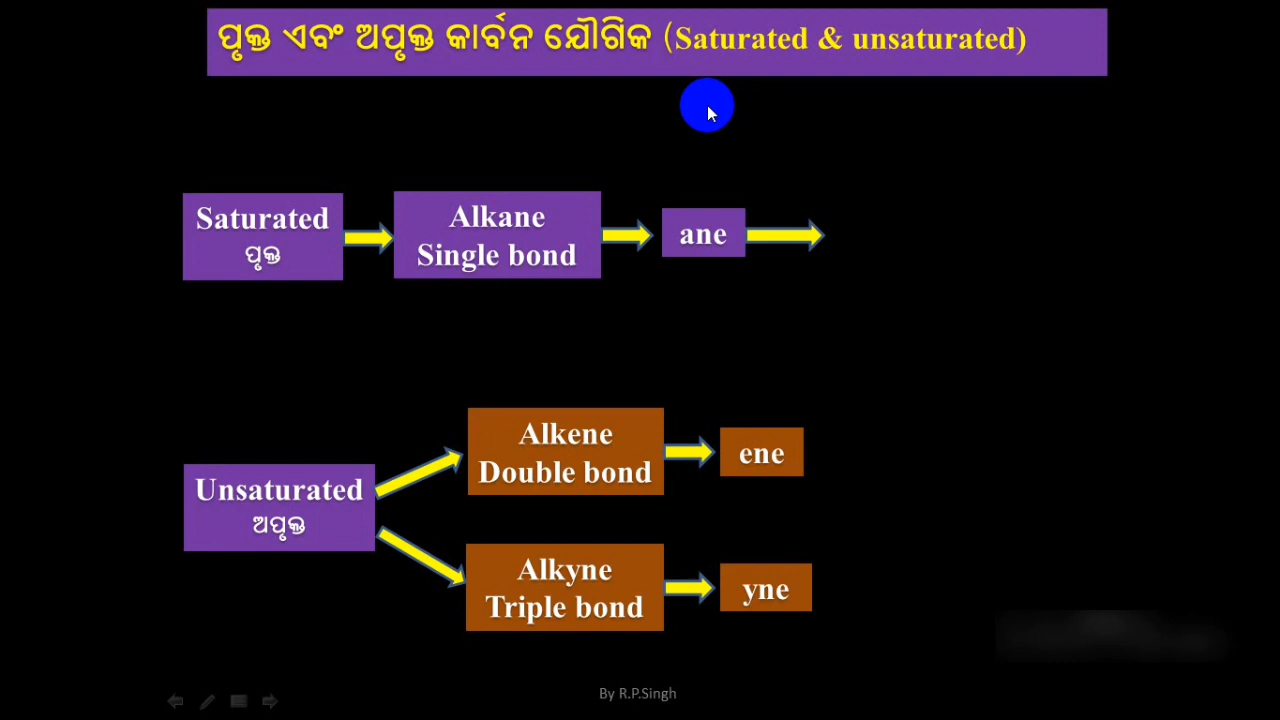 ପୃକ୍ତ ଏବଂ ଅପୃକ୍ତ କାର୍ବନ ଯୌଗିକ (Saturated & unsaturated)
Saturated
ପୃକ୍ତ
Alkane
Single bond
ane
Unsaturated
ଅପୃକ୍ତ
Alkene
Double bond
ene
Alkyne
Triple bond
yne
By R.P.Singh